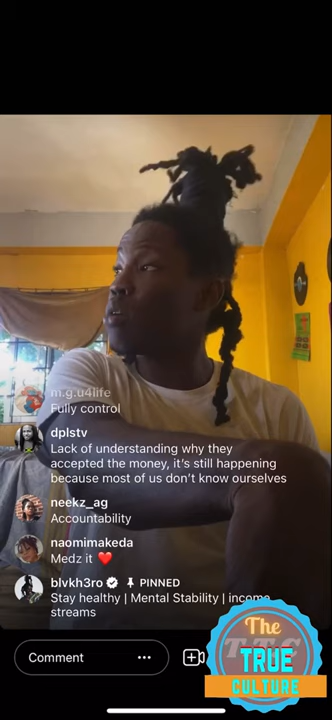 m.g.u4life
Fully control
dplstv
Lack of understanding why they
accepted the money, it's still happening
because most of us don't know ourselves
neekz_ag
Accountability
naomimakeda
Medz it ❤️
blvkh3ro PINNED
Stay healthy | Mental Stability | income
streams
Comment
The
T.T.C
TRUE
CULTURE